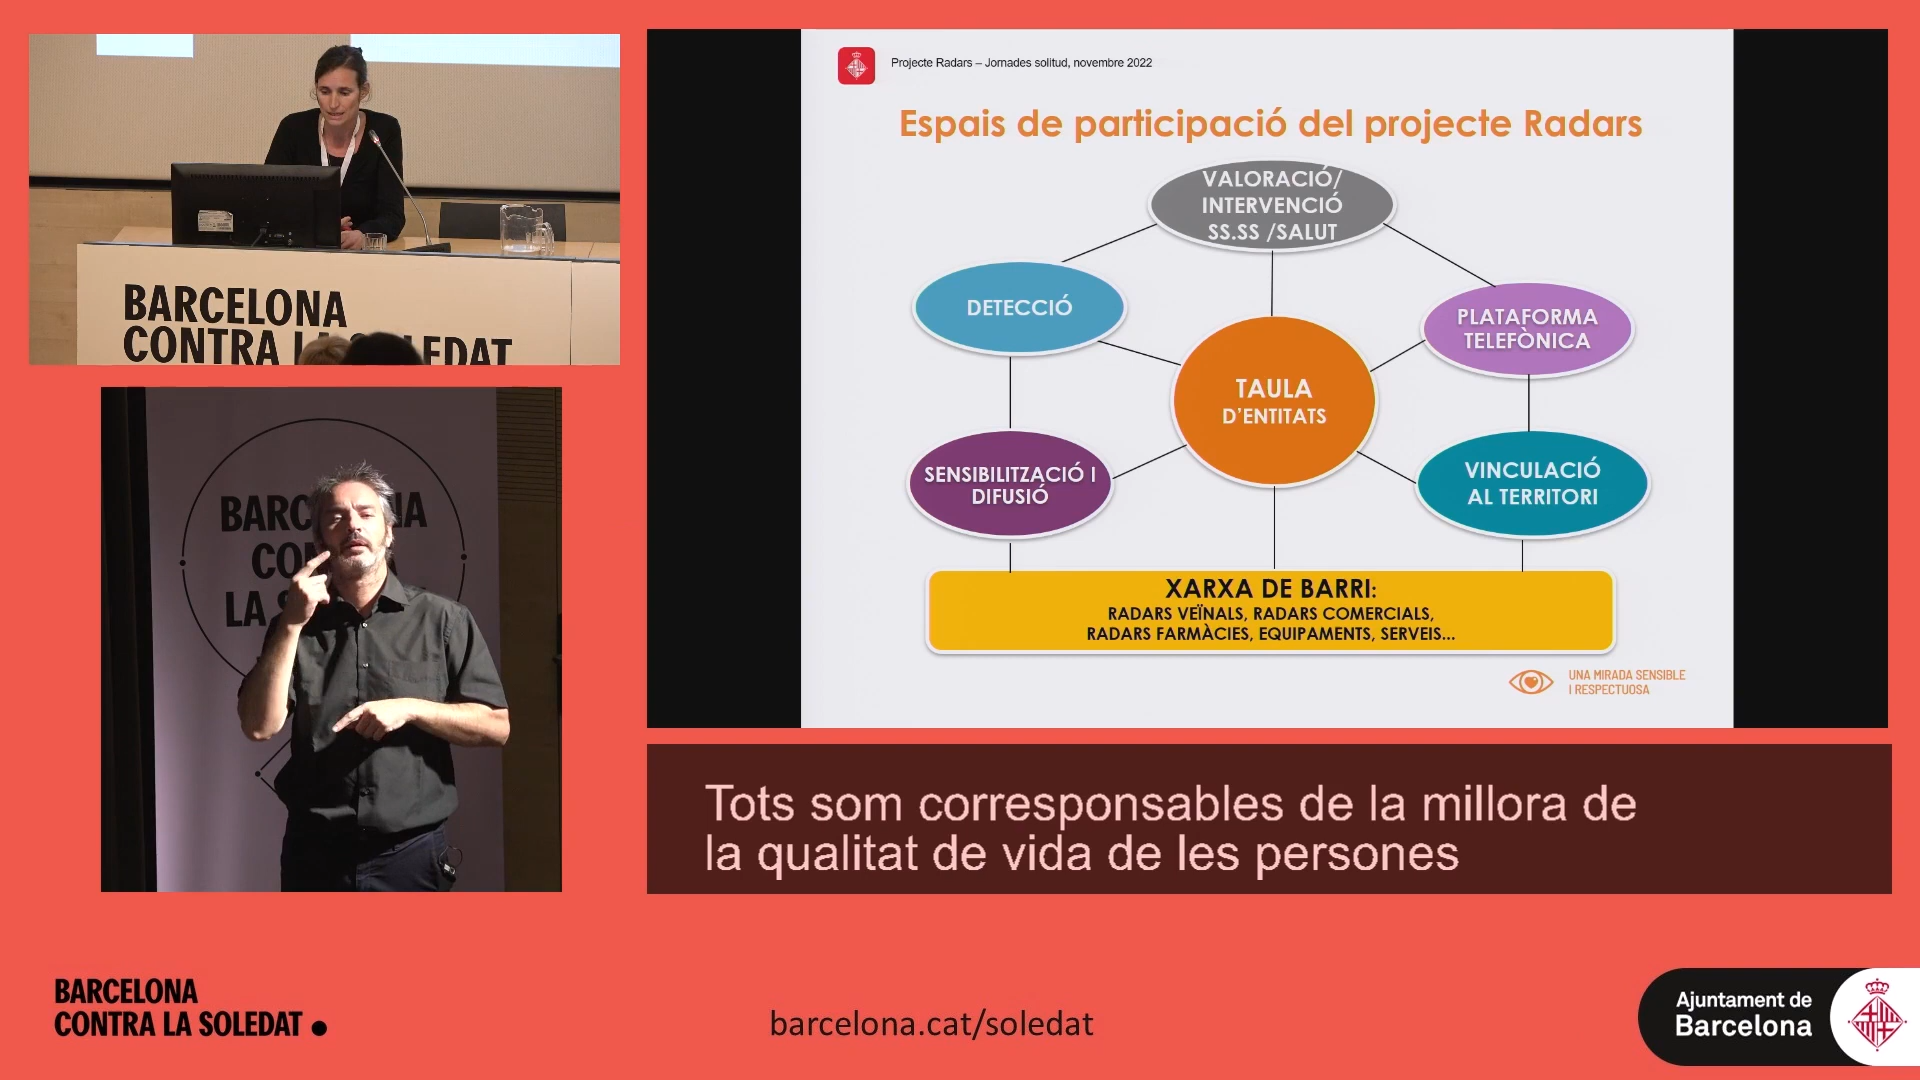 BARCELONA
CONTRA LA SOLEDAT
BARCELONA
LA
Projecte Radars – Jornades solitud, novembre 2022
Espais de participació del projecte Radars
VALORACIÓ/
INTERVENCIÓ
SS.SS /SALUT
DETECCIÓ
PLATAFORMA
TELEFÒNICA
TAULA
D'ENTITATS
SENSIBILITZACIÓ I
DIFUSIÓ
VINCULACIÓ
AL TERRITORI
XARXA DE BARRI:
RADARS VEÏNALS, RADARS COMERCIALS,
RADARS FARMÀCIES, EQUIPAMENTS, SERVEIS...
UNA MIRADA SENSIBLE
I RESPECTUOSA
Tots som corresponsables de la millora de
la qualitat de vida de les persones
BARCELONA
CONTRA LA SOLEDAT
barcelona.cat/soledat
Ajuntament de
Barcelona